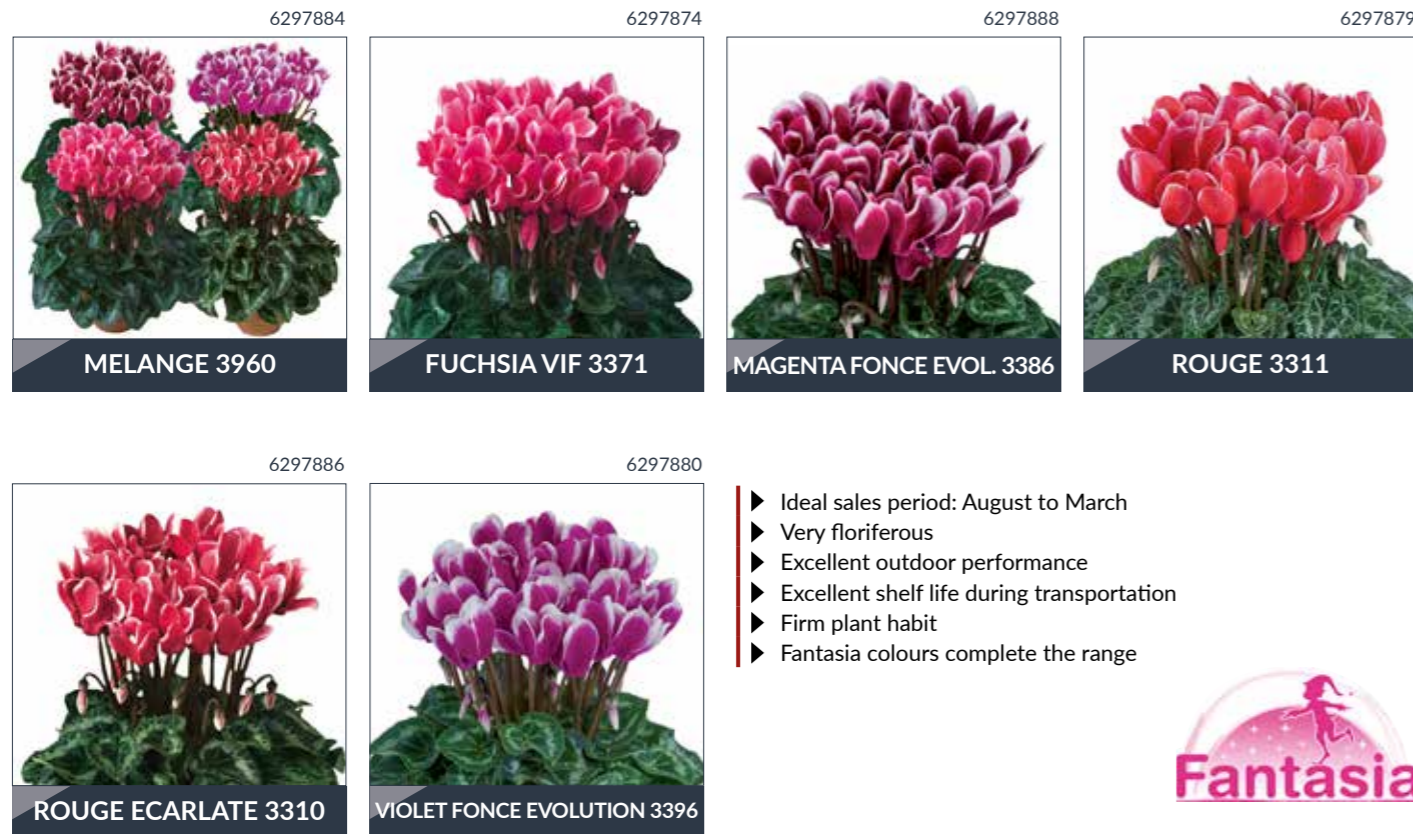 6297884
6297874
6297888
6297879
MELANGE 3960
FUCHSIA VIF 3371
MAGENTA FONCE EVOL. 3386
ROUGE 3311
6297886
6297880
ROUGE ECARLATE 3310
VIOLET FONCE EVOLUTION 3396
Ideal sales period: August to March
Very floriferous
Excellent outdoor performance
Excellent shelf life during transportation
Firm plant habit
Fantasia colours complete the range
Fantasia